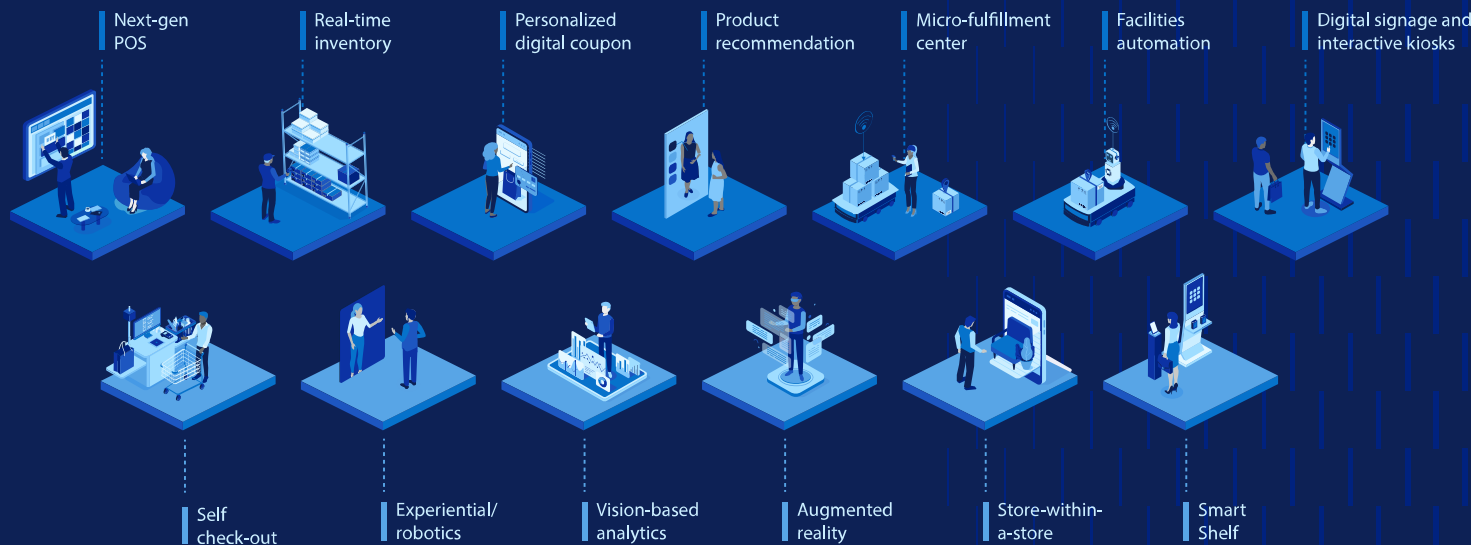 Next-gen
POS
Real-time
inventory
Personalized
digital coupon
Product
recommendation
Micro-fulfillment
center
Facilities
automation
Digital signage and
interactive kiosks
Self
check-out
Experiential/
robotics
Vision-based
analytics
Augmented
reality
Store-within-
a-store
Smart
Shelf